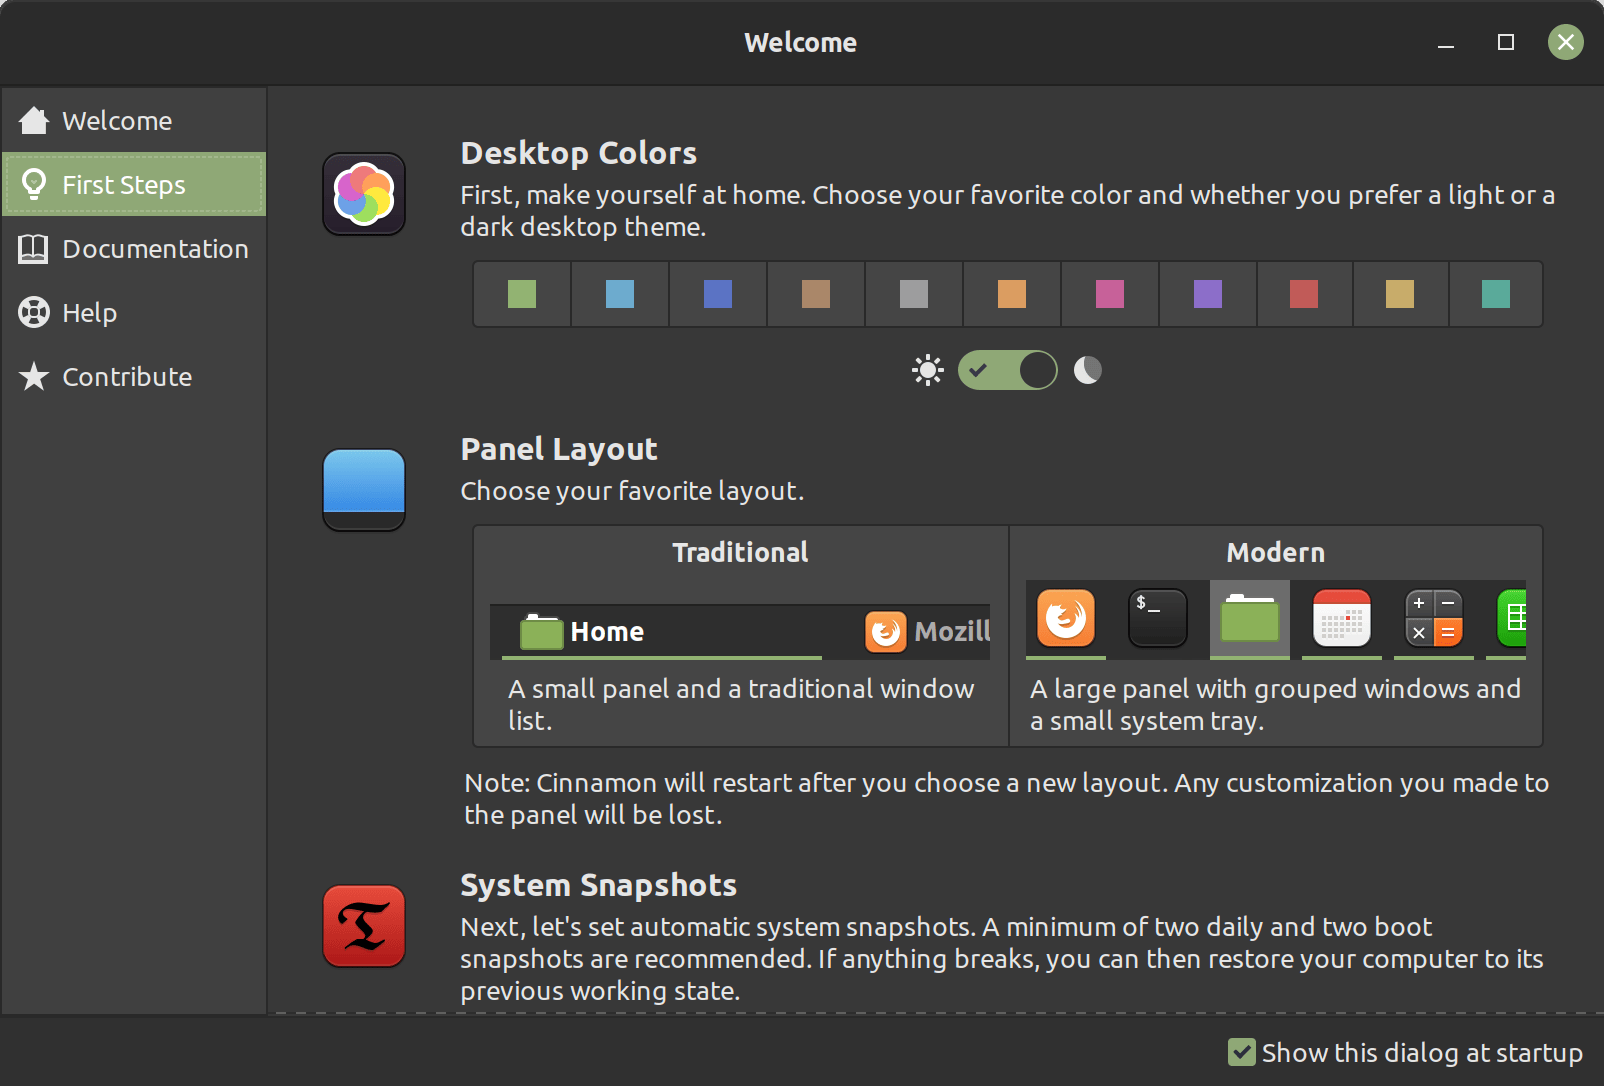 Welcome
Welcome
First Steps
Documentation
Help
Contribute
Desktop Colors
First, make yourself at home. Choose your favorite color and whether you prefer a light or a
dark desktop theme.
Panel Layout
Choose your favorite layout.
Traditional
Home
Mozill
A small panel and a traditional window
list.
Modern
$_
A large panel with grouped windows and
a small system tray.
Note: Cinnamon will restart after you choose a new layout. Any customization you made to
the panel will be lost.
System Snapshots
Next, let's set automatic system snapshots. A minimum of two daily and two boot
snapshots are recommended. If anything breaks, you can then restore your computer to its
previous working state.
Show this dialog at startup